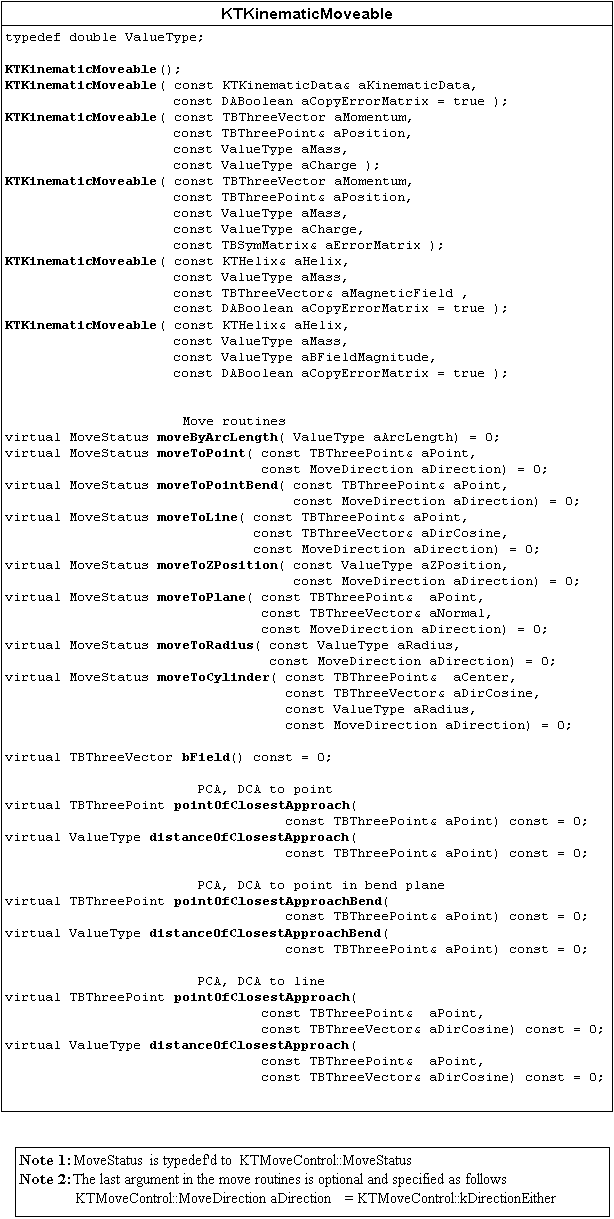 KTKinematicMoveable
typedef double ValueType;
KTKinematicMoveable();
KTKinematicMoveable( const KTKinematicData& aKinematicData,
const DABoolean aCopyErrorMatrix = true );
KTKinematicMoveable( const TBThreeVector aMomentum,
const TBThreePoint& aPosition,
const ValueType aMass,
const ValueType aCharge );
KTKinematicMoveable( const TBThreeVector aMomentum,
const TBThreePoint& aPosition,
const ValueType aMass,
const ValueType aCharge,
const TBSymMatrix& aErrorMatrix );
KTKinematicMoveable( const KTHelix& aHelix,
const ValueType aMass,
const TBThreeVector& aMagneticField ,
const DABoolean aCopyErrorMatrix = true );
KTKinematicMoveable( const KTHelix& aHelix,
const ValueType aMass,
const ValueType aBFieldMagnitude,
const DABoolean aCopyErrorMatrix = true );
Move routines
virtual MoveStatus moveByArcLength( ValueType aArcLength) = 0;
virtual MoveStatus moveToPoint( const TBThreePoint& aPoint,
const MoveDirection aDirection) = 0;
virtual MoveStatus moveToPointBend( const TBThreePoint& aPoint,
const MoveDirection aDirection) = 0;
virtual MoveStatus moveToLine( const TBThreePoint& aPoint,
const TBThreeVector& aDirCosine,
const MoveDirection aDirection) = 0;
virtual MoveStatus moveToZPosition( const ValueType aZPosition,
const MoveDirection aDirection) = 0;
virtual MoveStatus moveToPlane( const TBThreePoint& aPoint,
const TBThreeVector& aNormal,
const MoveDirection aDirection) = 0;
virtual MoveStatus moveToRadius( const ValueType aRadius,
const MoveDirection aDirection) = 0;
virtual MoveStatus moveToCylinder( const TBThreePoint& aCenter,
const TBThreeVector& aDirCosine,
const ValueType aRadius,
const MoveDirection aDirection) = 0;
virtual TBThreeVector bField() const = 0;
PCA, DCA to point
virtual TBThreePoint pointOfClosestApproach(
const TBThreePoint& aPoint) const = 0;
virtual ValueType distanceOfClosestApproach(
const TBThreePoint& aPoint) const = 0;
PCA, DCA to point in bend plane
virtual TBThreePoint pointOfClosestApproachBend(
const TBThreePoint& aPoint) const = 0;
virtual ValueType distanceOfClosestApproachBend(
const TBThreePoint& aPoint) const = 0;
PCA, DCA to line
virtual TBThreePoint pointOfClosestApproach(
const TBThreePoint& aPoint,
const TBThreeVector& aDirCosine) const = 0;
virtual ValueType distanceOfClosestApproach(
const TBThreePoint& aPoint,
const TBThreeVector& aDirCosine) const = 0;
Note 1: MoveStatus is typedef'd to KTMoveControl::MoveStatus
Note 2: The last argument in the move routines is optional and specified as follows
KTMoveControl::MoveDirection aDirection = KTMoveControl::kDirectionEither